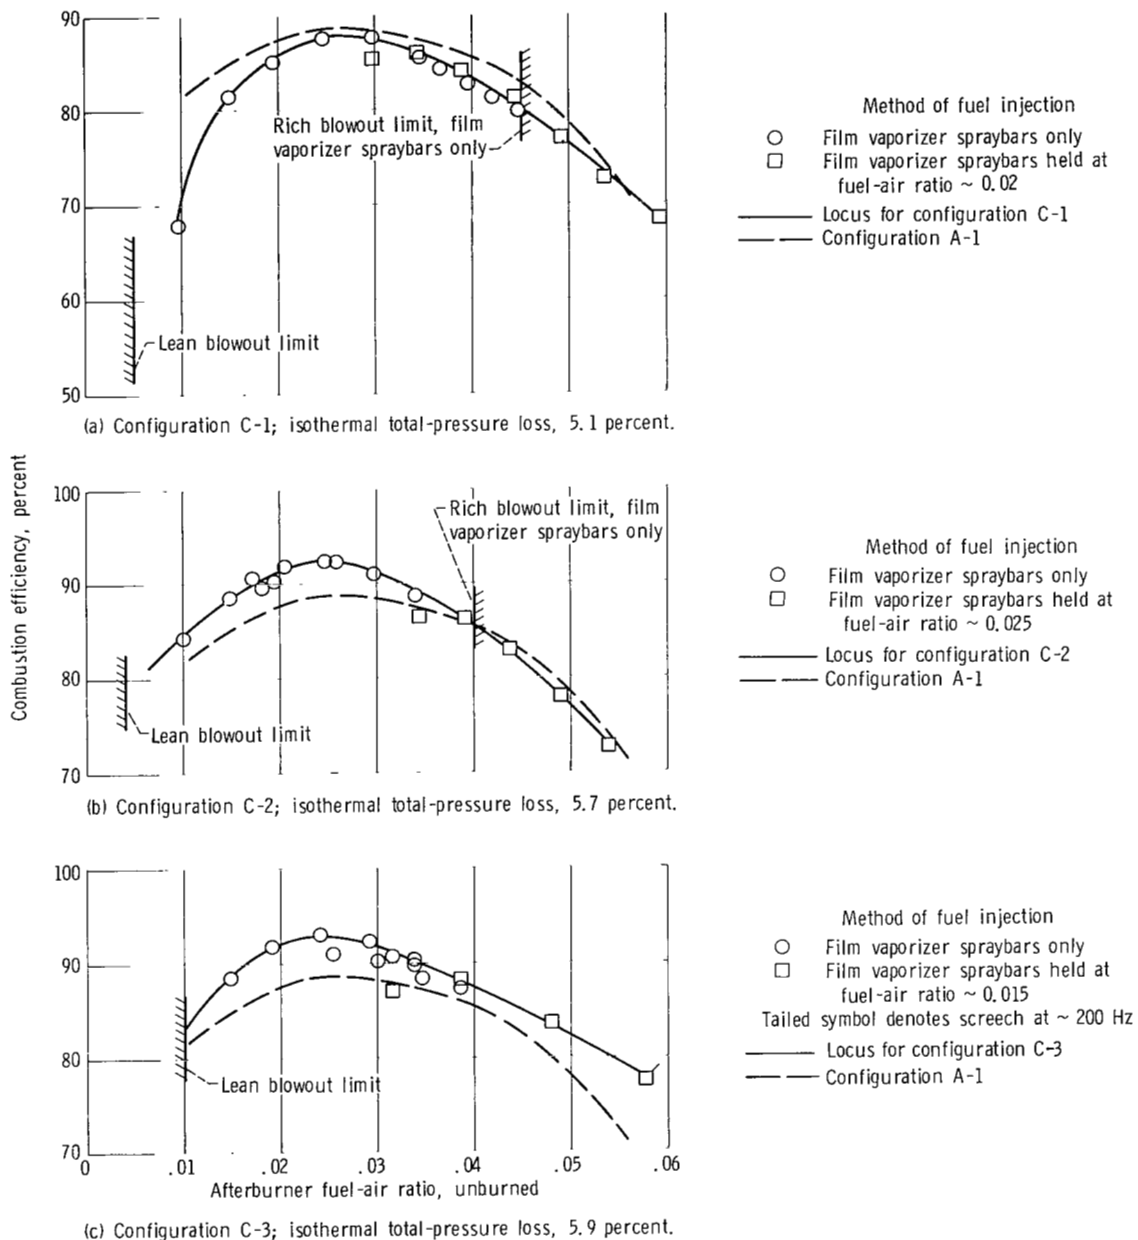 Combustion efficiency, percent
90
80
70
60
50
Rich blowout limit, film
vaporizer spraybars only
Lean blowout limit
Method of fuel injection
Film vaporizer spraybars only
Film vaporizer spraybars held at
fuel-air ratio ~ 0.02
Locus for configuration C-1
Configuration A-1
(a) Configuration C-1; isothermal total-pressure loss, 5.1 percent.
100
90
80
70
Rich blowout limit, film
vaporizer spraybars only
Lean blowout limit
Method of fuel injection
Film vaporizer spraybars only
Film vaporizer spraybars held at
fuel-air ratio ~ 0.025
Locus for configuration C-2
Configuration A-1
(b) Configuration C-2; isothermal total-pressure loss, 5.7 percent.
100
90
80
70
Lean blowout limit
Method of fuel injection
Film vaporizer spraybars only
Film vaporizer spraybars held at
fuel-air ratio ~ 0.015
Tailed symbol denotes screech at ~ 200 Hz
Locus for configuration C-3
Configuration A-1
0 .01 .02 .03 .04 .05 .06
Afterburner fuel-air ratio, unburned
(c) Configuration C-3; isothermal total-pressure loss, 5.9 percent.